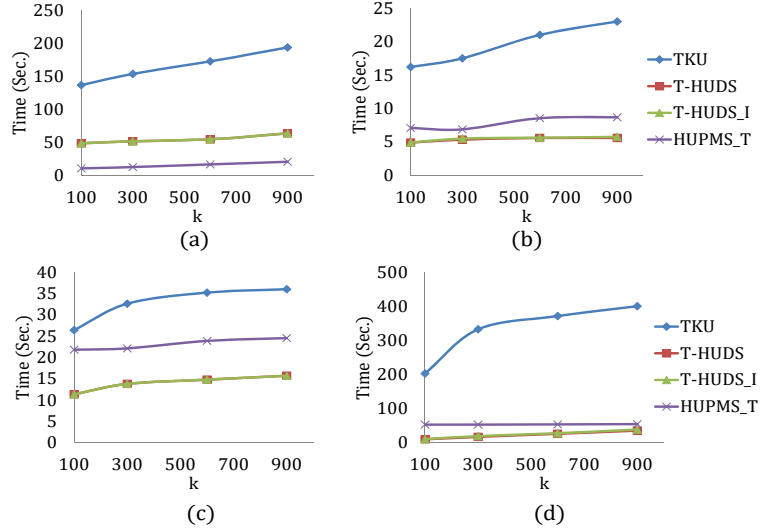 250
200
150
100
50
0
Time (Sec.)
100 300 500 700 900
k
(a)
25
20
15
10
5
0
Time (Sec.)
100 300 500 700 900
k
(b)
TKU
T-HUDS
T-HUDS_I
HUPMS_T
40
35
30
25
20
15
10
5
0
Time (Sec.)
100 300 500 700 900
k
(c)
500
400
300
200
100
0
Time (Sec.)
100 300 500 700 900
k
(d)
TKU
T-HUDS
T-HUDS_I
HUPMS_T